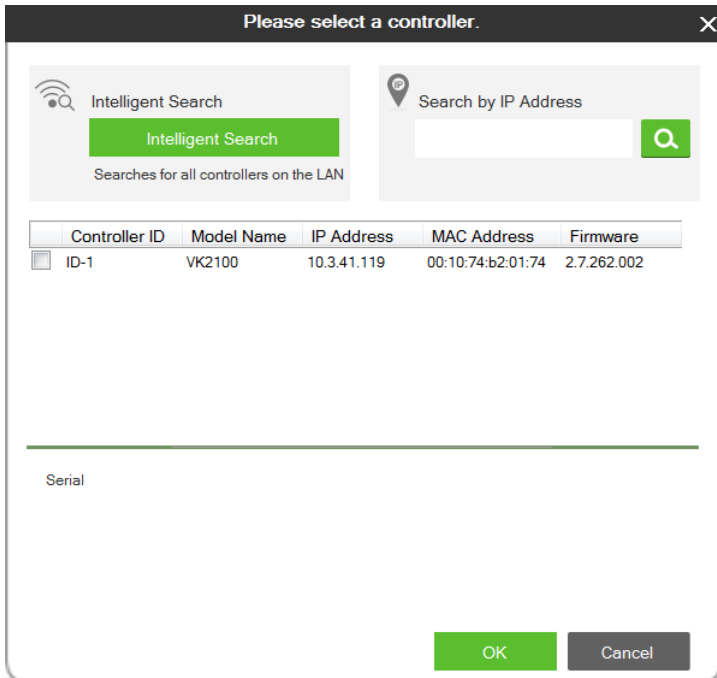 Please select a controller.
Intelligent Search
Intelligent Search
Searches for all controllers on the LAN
IP
Search by IP Address
Controller ID Model Name IP Address MAC Address Firmware
ID-1 VK2100 10.3.41.119 00:10:74:b2:01:74 2.7.262.002
Serial
OK Cancel